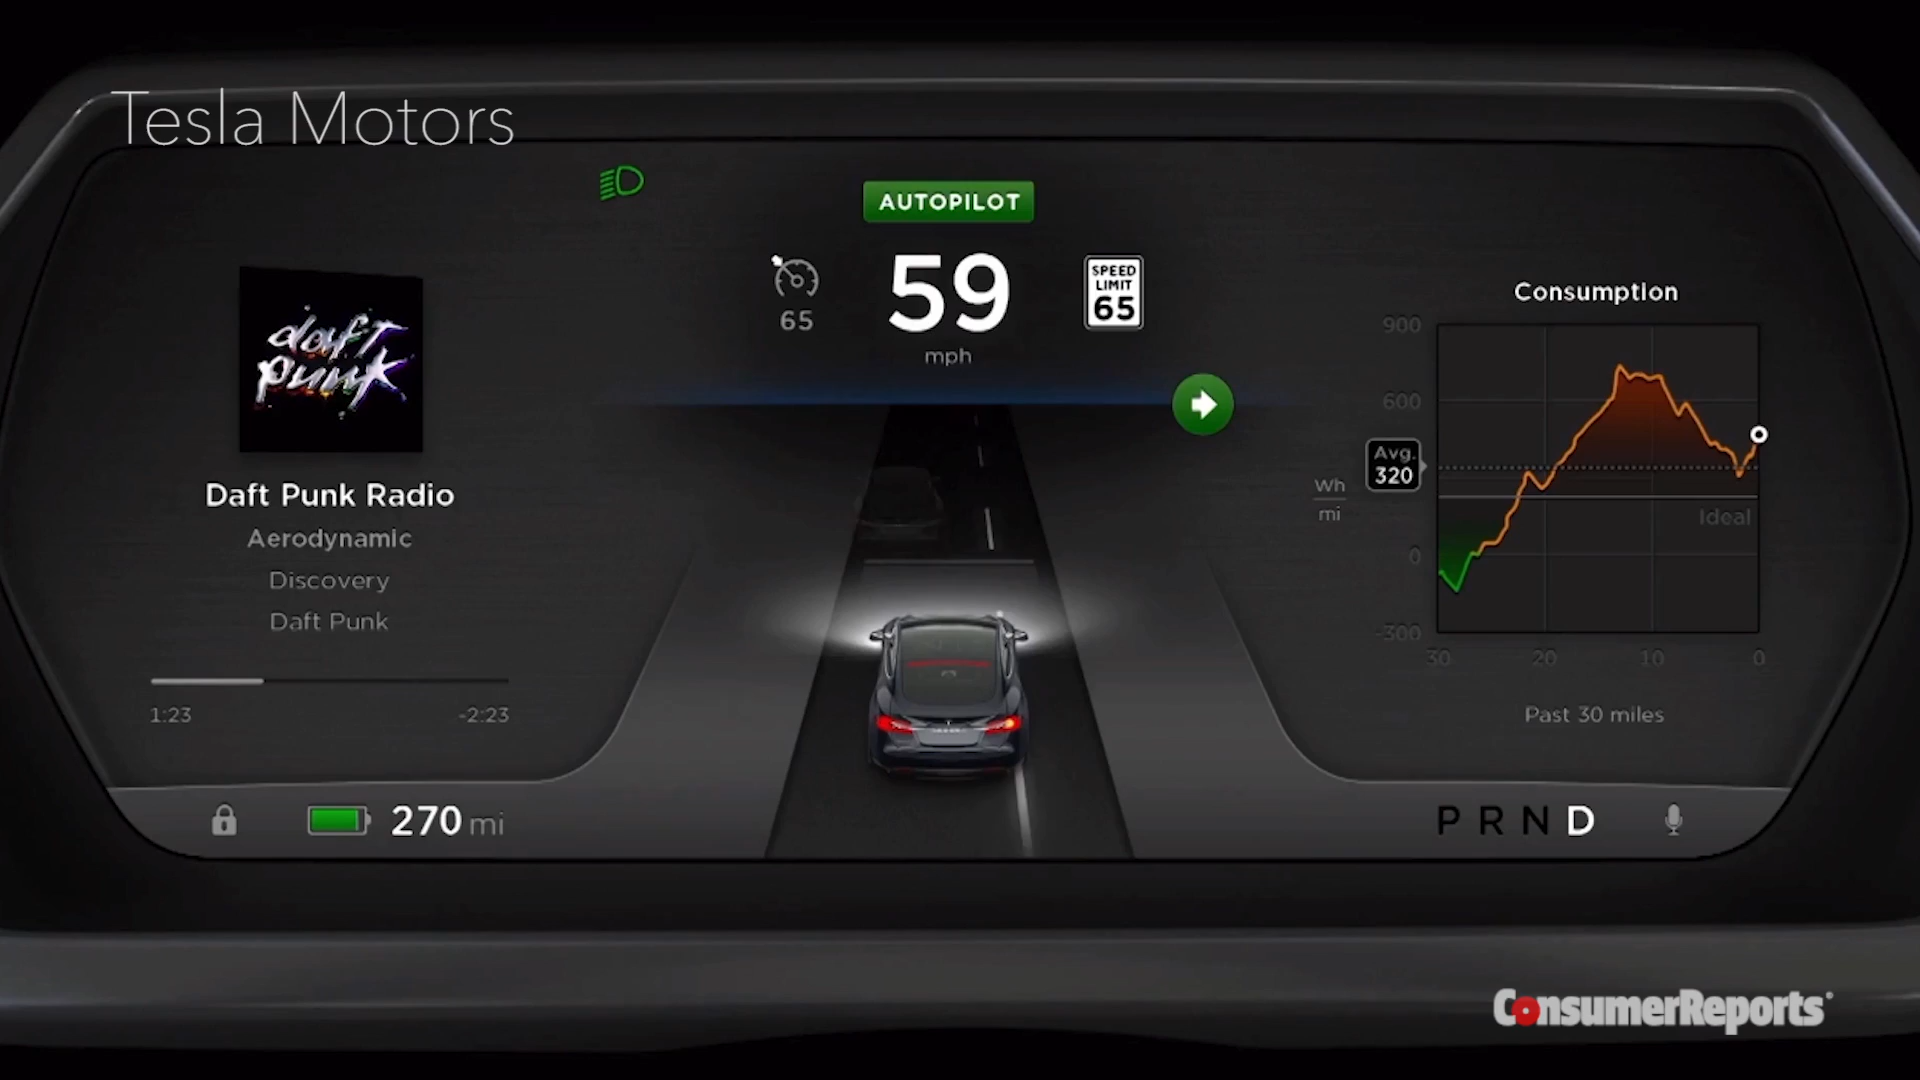 Tesla Motors
AUTOPILOT
65
59
mph
SPEED
LIMIT
65
daft
punk
Daft Punk Radio
Aerodynamic
Discovery
Daft Punk
1:23
-2:23
Consumption
900
600
Avg.
320
Wh
mi
Ideal
0
-300
30
20
10
0
Past 30 miles
270 mi
P R N D
ConsumerReports®